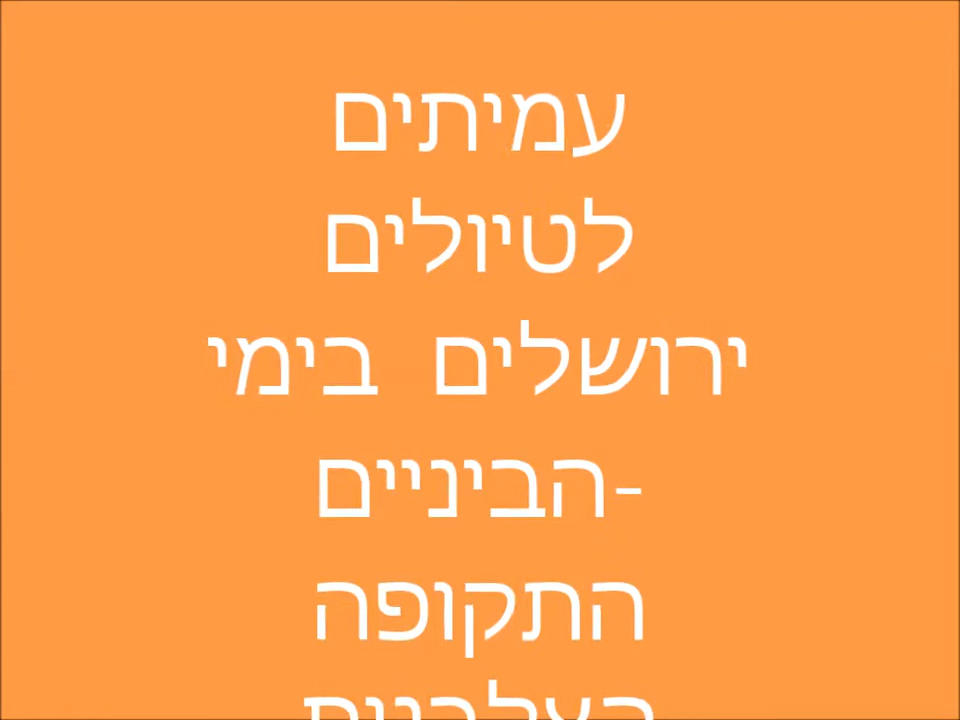 עמיתים
לטיולים
ירושלים בימי
-הביניים
התקופה